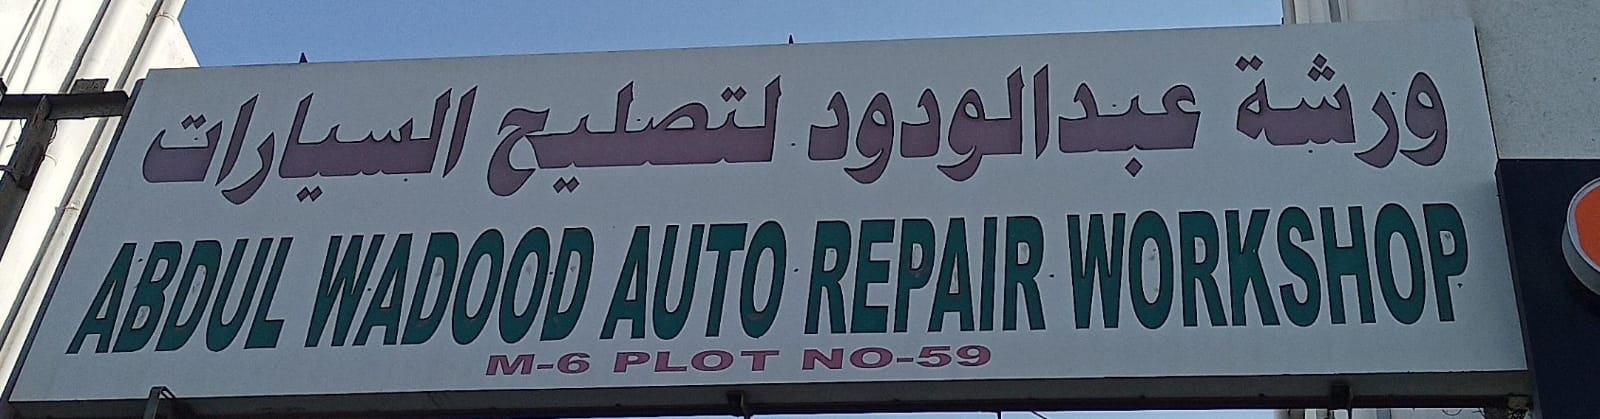 ورشة عبدالودود لتصليح السيارات
ABDUL WADOOD AUTO REPAIR WORKSHOP
M-6 PLOT NO-59